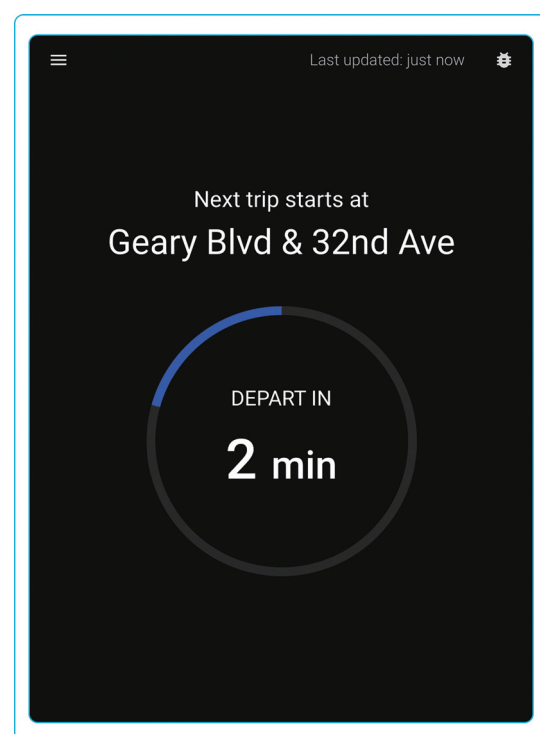 Last updated: just now
Next trip starts at
Geary Blvd & 32nd Ave
DEPART IN
2 min